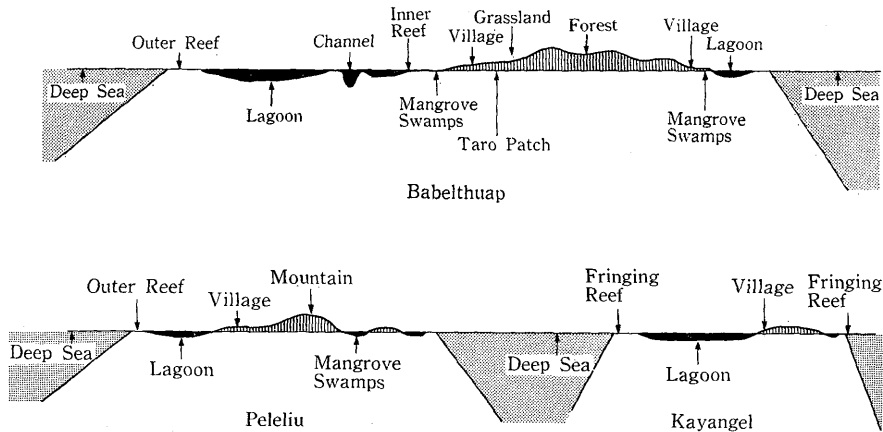 Outer Reef
Channel
Inner
Reef
Village
Grassland
Forest
Village
Lagoon
Deep Sea
Lagoon
Mangrove
Swamps
Taro Patch
Mangrove
Swamps
Deep Sea
Babelthuap
Outer Reef
Village
Mountain
Fringing
Reef
Village
Fringing
Reef
Deep Sea
Lagoon
Mangrove
Swamps
Deep Sea
Lagoon
Peleliu
Kayangel